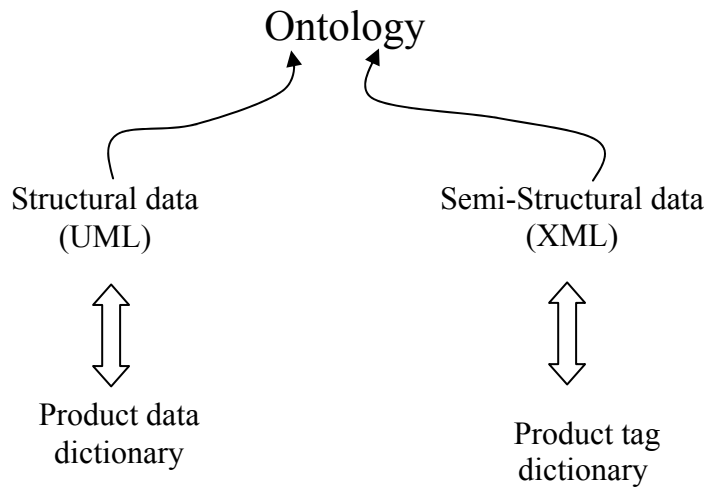 Ontology
Structural data
(UML)
Semi-Structural data
(XML)
Product data
dictionary
Product tag
dictionary